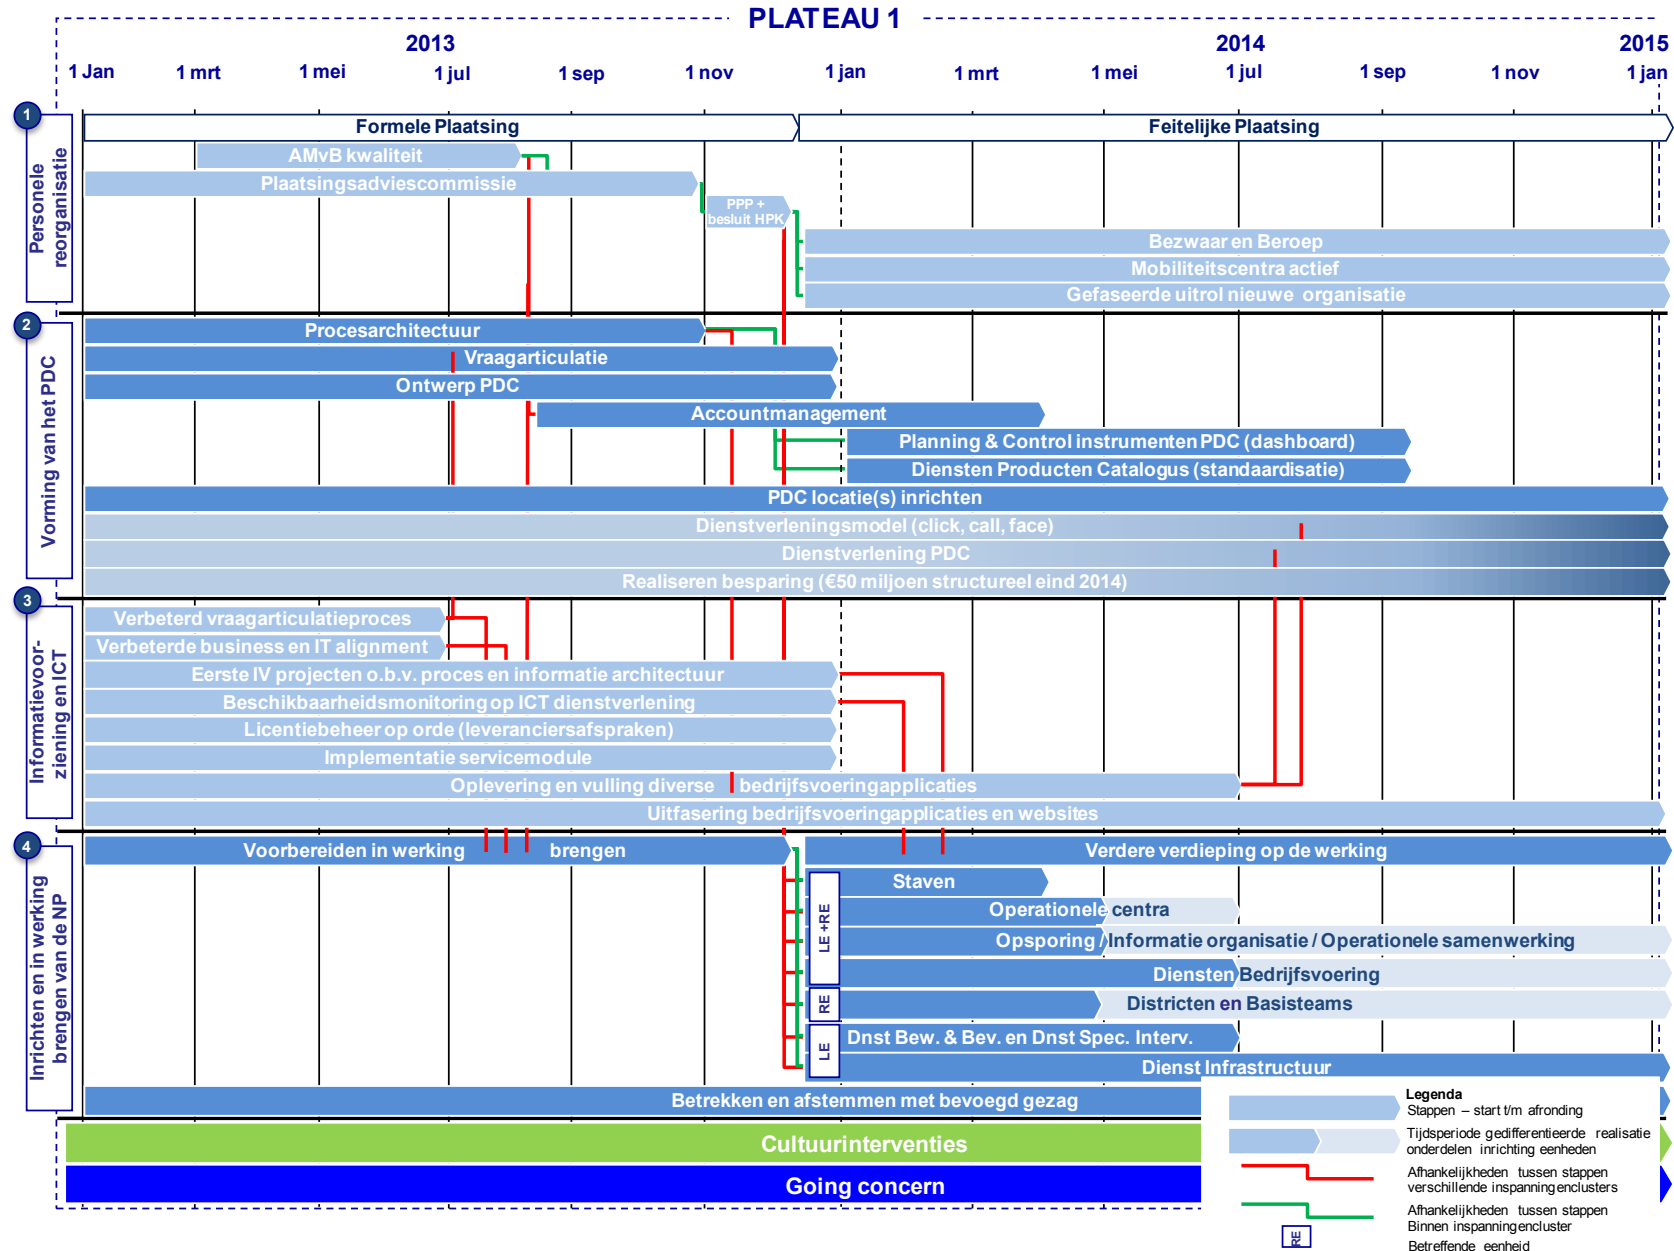 PLATEAU 1
2013 2014 2015
1 Jan 1 mrt 1 mei 1 jul 1 sep 1 nov 1 jan 1 mrt 1 mei 1 jul 1 sep 1 nov 1 jan
1
Personele
reorganisatie
Formele Plaatsing
Feitelijke Plaatsing
AMvB kwaliteit
Plaatsingsadviescommissie
PPP +
besluit HPK
Bezwaar en Beroep
Mobiliteitscentra actief
Gefaseerde uitrol nieuwe organisatie
2
Vorming van het PDC
Procesarchitectuur
Vraagarticulatie
Ontwerp PDC
Accountmanagement
Planning & Control instrumenten PDC (dashboard)
Diensten Producten Catalogus (standaardisatie)
PDC locatie(s) inrichten
Dienstverleningsmodel (click, call, face)
Dienstverlening PDC
Realiseren besparing (€50 miljoen structureel eind 2014)
3
Informatievoor-
ziening en ICT
Verbeterd vraagarticulatieproces
Verbeterde business en IT alignment
Eerste IV projecten o.b.v. proces en informatie architectuur
Beschikbaarheidsmonitoring op ICT dienstverlening
Licentiebeheer op orde (leveranciersafspraken)
Implementatie servicemodule
Oplevering en vulling diverse bedrijfsvoeringapplicaties
Uitfasering bedrijfsvoeringapplicaties en websites
4
Inrichten en in werking
brengen van de NP
Voorbereiden in werking brengen
Verdere verdieping op de werking
LE +RE
Staven
Operationele centra
Opsporing / Informatie organisatie / Operationele samenwerking
Diensten Bedrijfsvoering
RE
Districten en Basisteams
LE
Dnst Bew. & Bev. en Dnst Spec. Interv.
Dienst Infrastructuur
Betrekken en afstemmen met bevoegd gezag
Cultuurinterventies
Going concern
Legenda
Stappen – start t/m afronding
Tijdsperiode gedifferentieerde realisatie
onderdelen inrichting eenheden
Afhankelijkheden tussen stappen
verschillende inspanningenclusters
Afhankelijkheden tussen stappen
Binnen inspanningencluster
RE
Betreffende eenheid